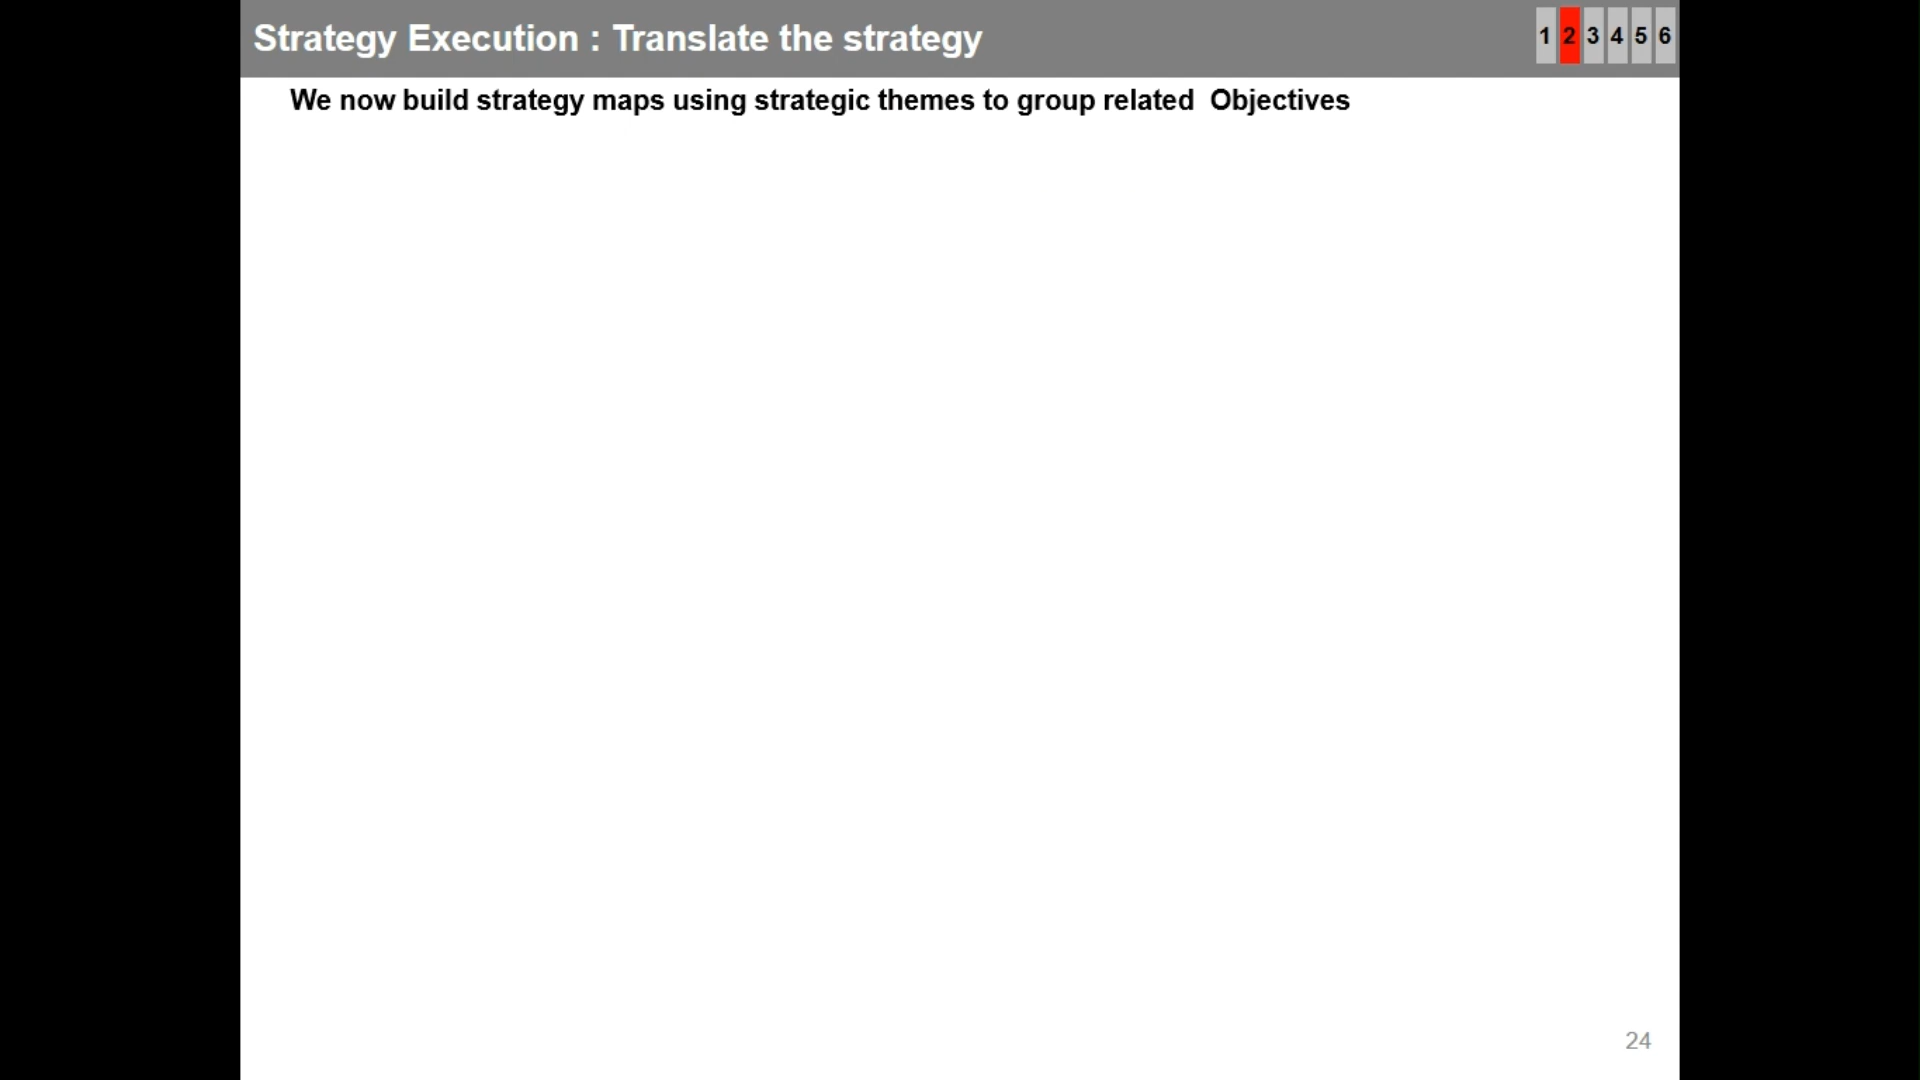 Strategy Execution : Translate the strategy
1 2 3 4 5 6
We now build strategy maps using strategic themes to group related  Objectives
24